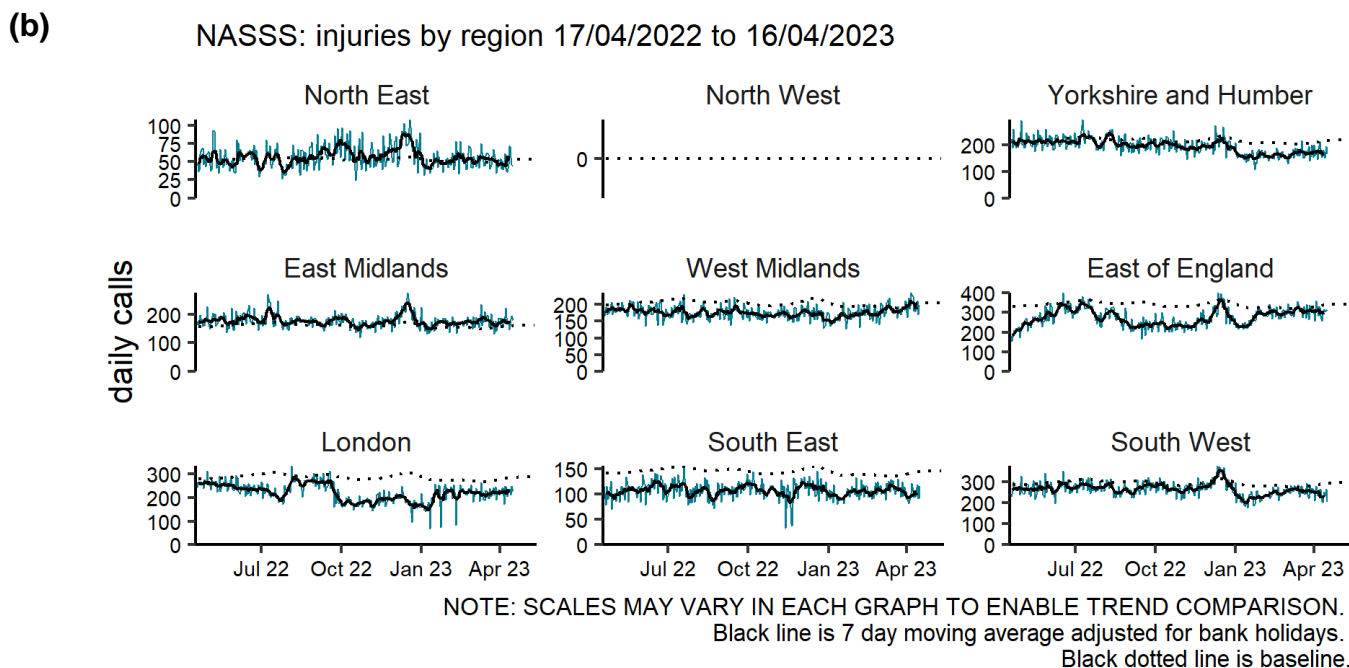 (b)
NASSS: injuries by region 17/04/2022 to 16/04/2023
daily calls
North East
100
75
50
25
0
North West
0
Yorkshire and Humber
200
100
0
East Midlands
200
100
0
West Midlands
200
150
100
50
0
East of England
400
300
200
100
0
London
300
200
100
0
Jul 22 Oct 22 Jan 23 Apr 23
South East
150
100
50
0
Jul 22 Oct 22 Jan 23 Apr 23
South West
300
200
100
0
Jul 22 Oct 22 Jan 23 Apr 23
NOTE: SCALES MAY VARY IN EACH GRAPH TO ENABLE TREND COMPARISON.
Black line is 7 day moving average adjusted for bank holidays.
Black dotted line is baseline.